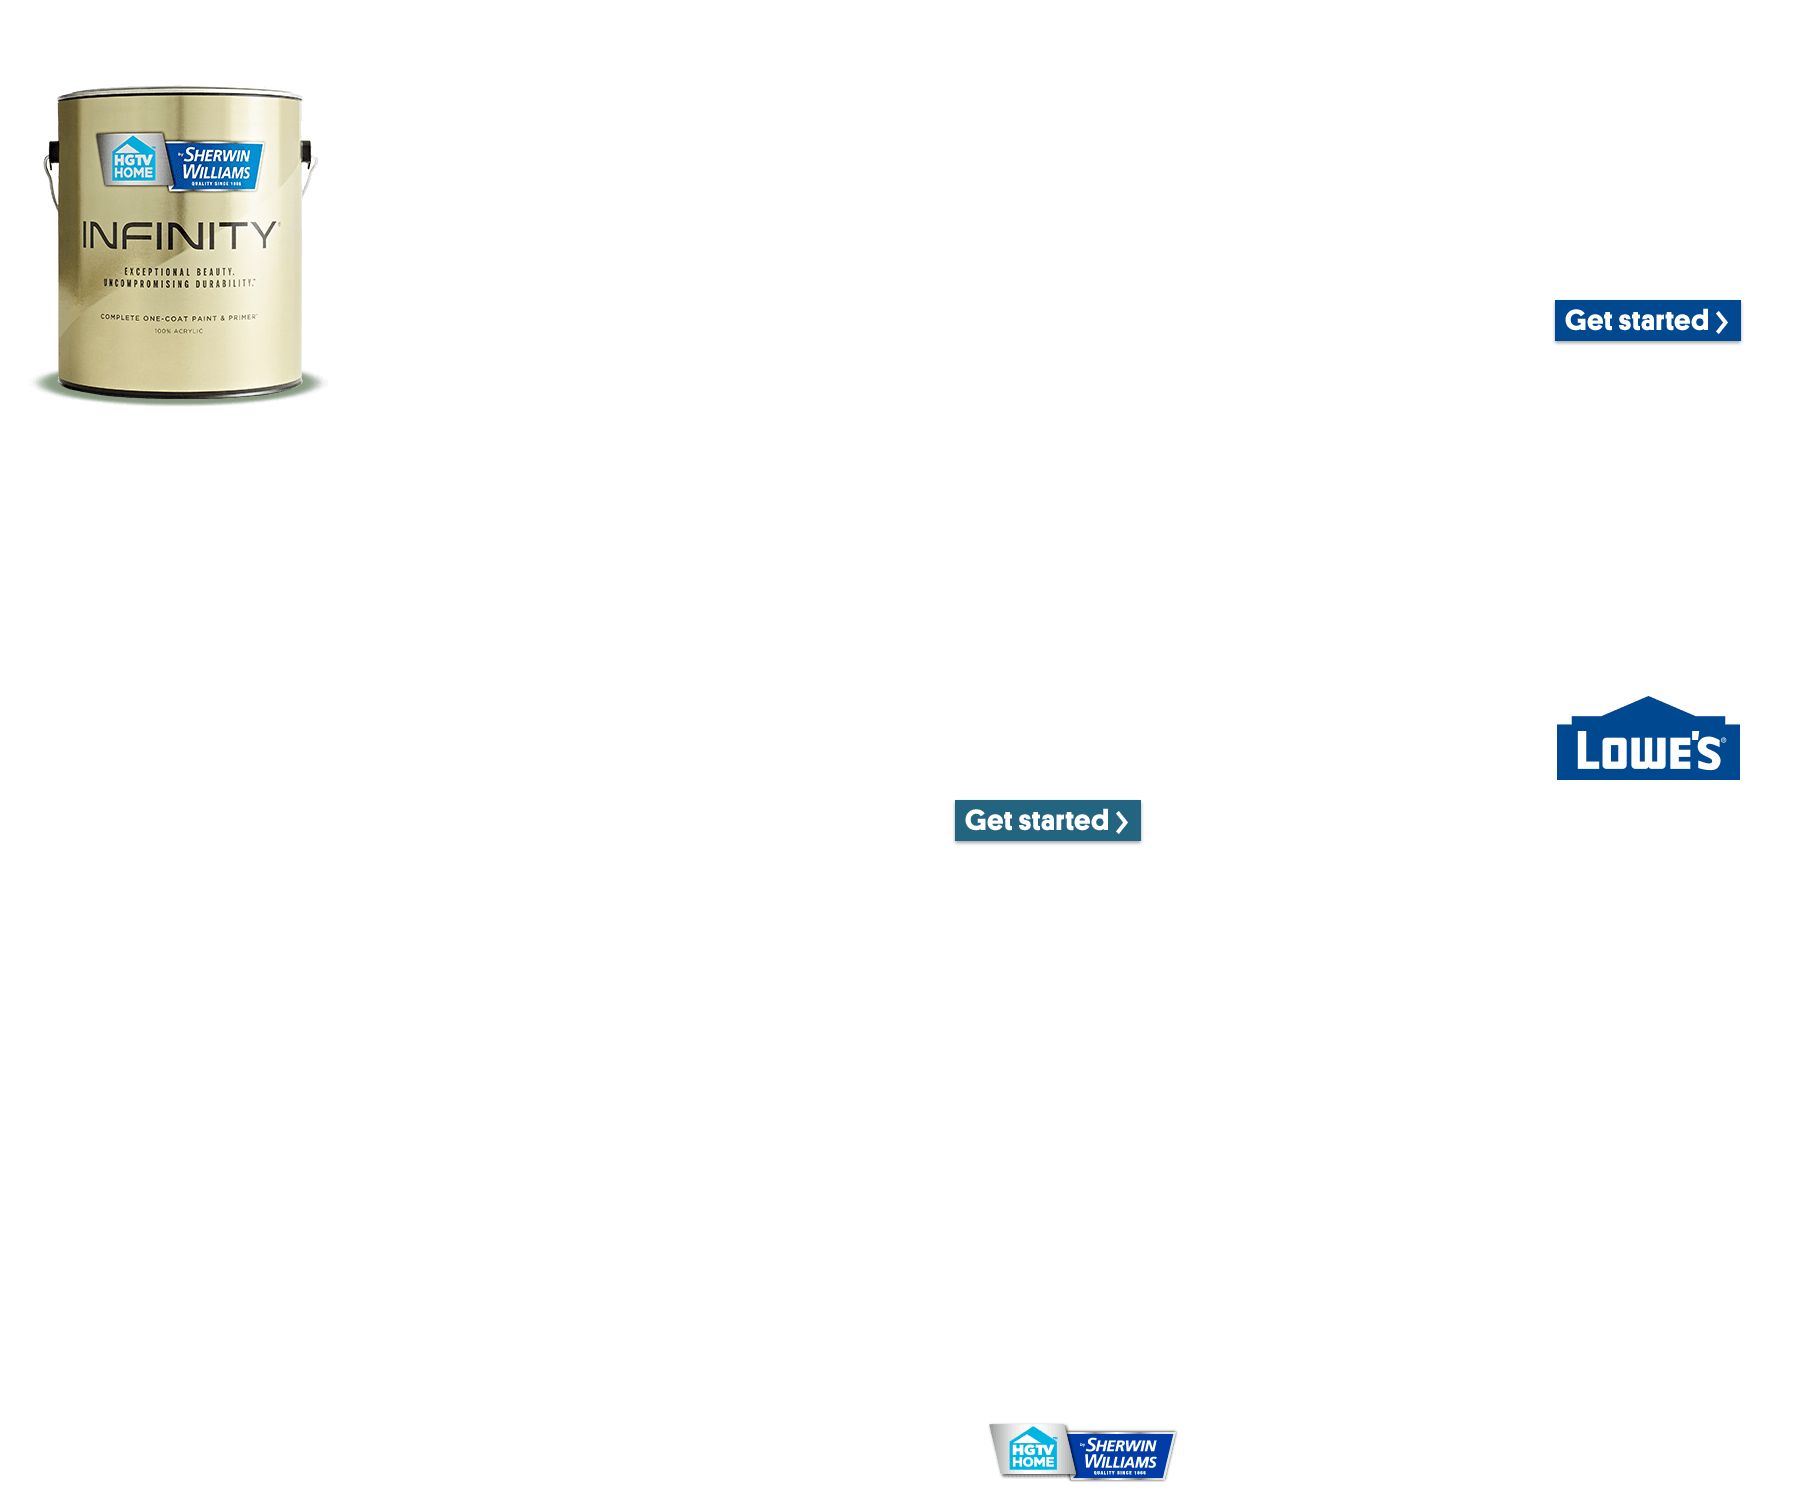 HGTV
HOME
by SHERWIN
WILLIAMS
QUALITY SINCE 1866
INFINITY®
EXCEPTIONAL BEAUTY.
UNCOMPROMISING DURABILITY.™
COMPLETE ONE-COAT PAINT & PRIMER*
100% ACRYLIC
Get started
LOWE'S®
Get started
HGTV
HOME
by SHERWIN
WILLIAMS
QUALITY SINCE 1866